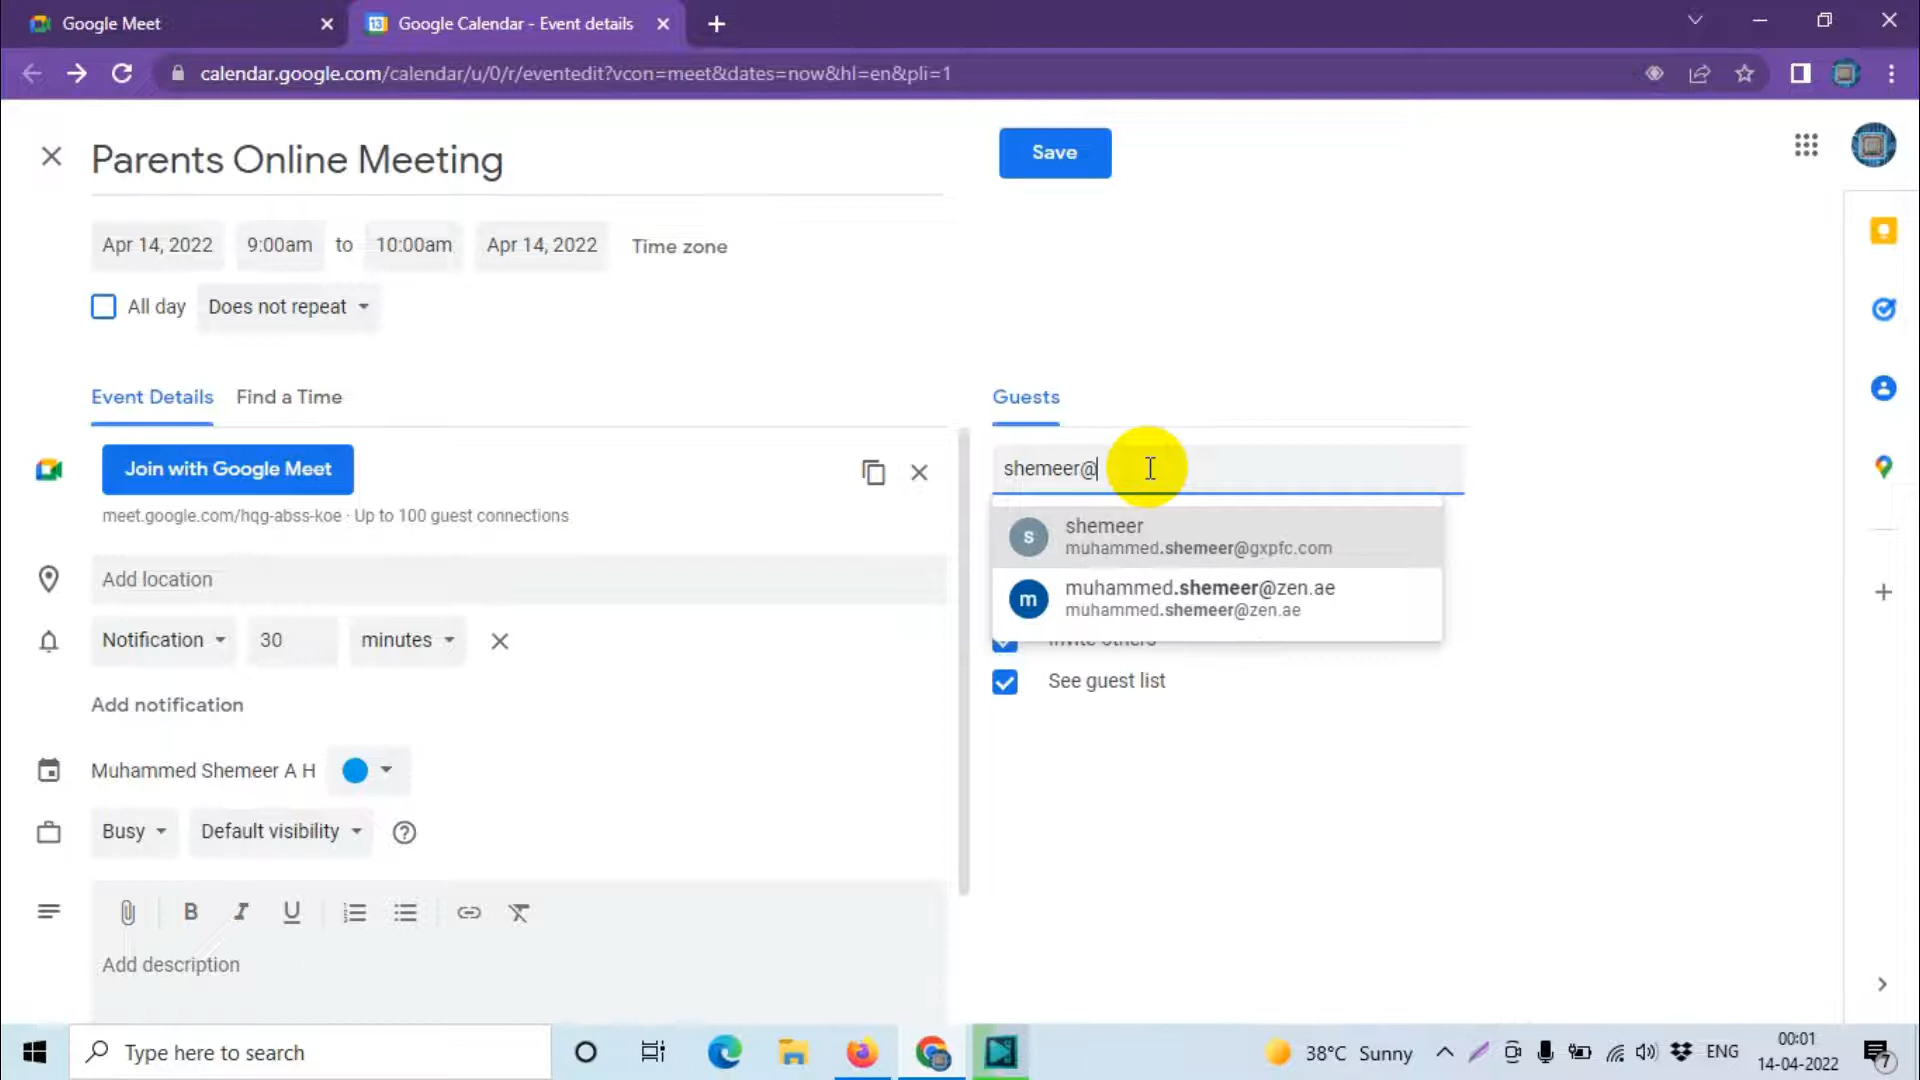 Google Meet
Google Calendar - Event details
calendar.google.com/calendar/u/0/r/eventedit?vcon=meet&dates=now&hl=en&pli=1
Parents Online Meeting
Save
Apr 14, 2022 9:00am to 10:00am Apr 14, 2022 Time zone
All day Does not repeat
Event Details Find a Time
Join with Google Meet
meet.google.com/hqg-abss-koe · Up to 100 guest connections
Add location
Notification 30 minutes
Add notification
Muhammed Shemeer A H
Busy Default visibility
B I U
Add description
Guests
shemeer@
s
shemeer
muhammed.shemeer@gxpfc.com
m
muhammed.shemeer@zen.ae
muhammed.shemeer@zen.ae
Invite others
See guest list
Type here to search
38°C Sunny
ENG
00:01
14-04-2022
7